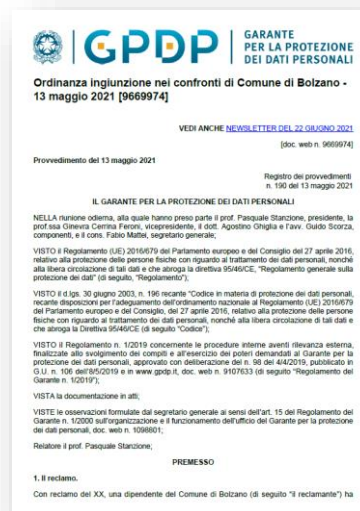 GPDP
GARANTE
PER LA PROTEZIONE
DEI DATI PERSONALI
Ordinanza ingiunzione nei confronti di Comune di Bolzano -
13 maggio 2021 [9669974]
VEDI ANCHE NEWSLETTER DEL 22 GIUGNO 2021
[doc. web n. 9669974]
Provvedimento del 13 maggio 2021
Registro dei provvedimenti
n. 190 del 13 maggio 2021
IL GARANTE PER LA PROTEZIONE DEI DATI PERSONALI
NELLA riunione odierna, alla quale hanno preso parte il prof. Pasquale Stanzione, presidente, la
prof.ssa Ginevra Cerrina Feroni, vicepresidente, il dott. Agostino Ghiglia e l'avv. Guido Scorza,
componenti, e il cons. Fabio Mattei, segretario generale;
VISTO il Regolamento (UE) 2016/679 del Parlamento europeo e del Consiglio del 27 aprile 2016,
relativo alla protezione delle persone fisiche con riguardo al trattamento dei dati personali, nonché
alla libera circolazione di tali dati e che abroga la direttiva 95/46/CE, "Regolamento generale sulla
protezione dei dati" (di seguito, "Regolamento");
VISTO il d.lgs. 30 giugno 2003, n. 196 recante "Codice in materia di protezione dei dati personali,
recante disposizioni per l'adeguamento dell'ordinamento nazionale al Regolamento (UE) 2016/679
del Parlamento europeo e del Consiglio, del 27 aprile 2016, relativo alla protezione delle persone
fisiche con riguardo al trattamento dei dati personali, nonché alla libera circolazione di tali dati e
che abroga la Direttiva 95/46/CE (di seguito "Codice");
VISTO il Regolamento n. 1/2019 concernente le procedure interne aventi rilevanza esterna,
finalizzate allo svolgimento dei compiti e all'esercizio dei poteri demandati al Garante per la
protezione dei dati personali, approvato con deliberazione del n. 98 del 4/4/2019, pubblicato in
G.U. n. 106 dell'8/5/2019 e in www.gpdp.it, doc. web n. 9107633 (di seguito "Regolamento del
Garante n. 1/2019");
VISTA la documentazione in atti;
VISTE le osservazioni formulate dal segretario generale ai sensi dell'art. 15 del Regolamento del
Garante n. 1/2000 sull'organizzazione e il funzionamento dell'ufficio del Garante per la protezione
dei dati personali, doc. web n. 1098801;
Relatore il prof. Pasquale Stanzione;
PREMESSO
1. Il reclamo.
Con reclamo del XX, una dipendente del Comune di Bolzano (di seguito "il reclamante") ha